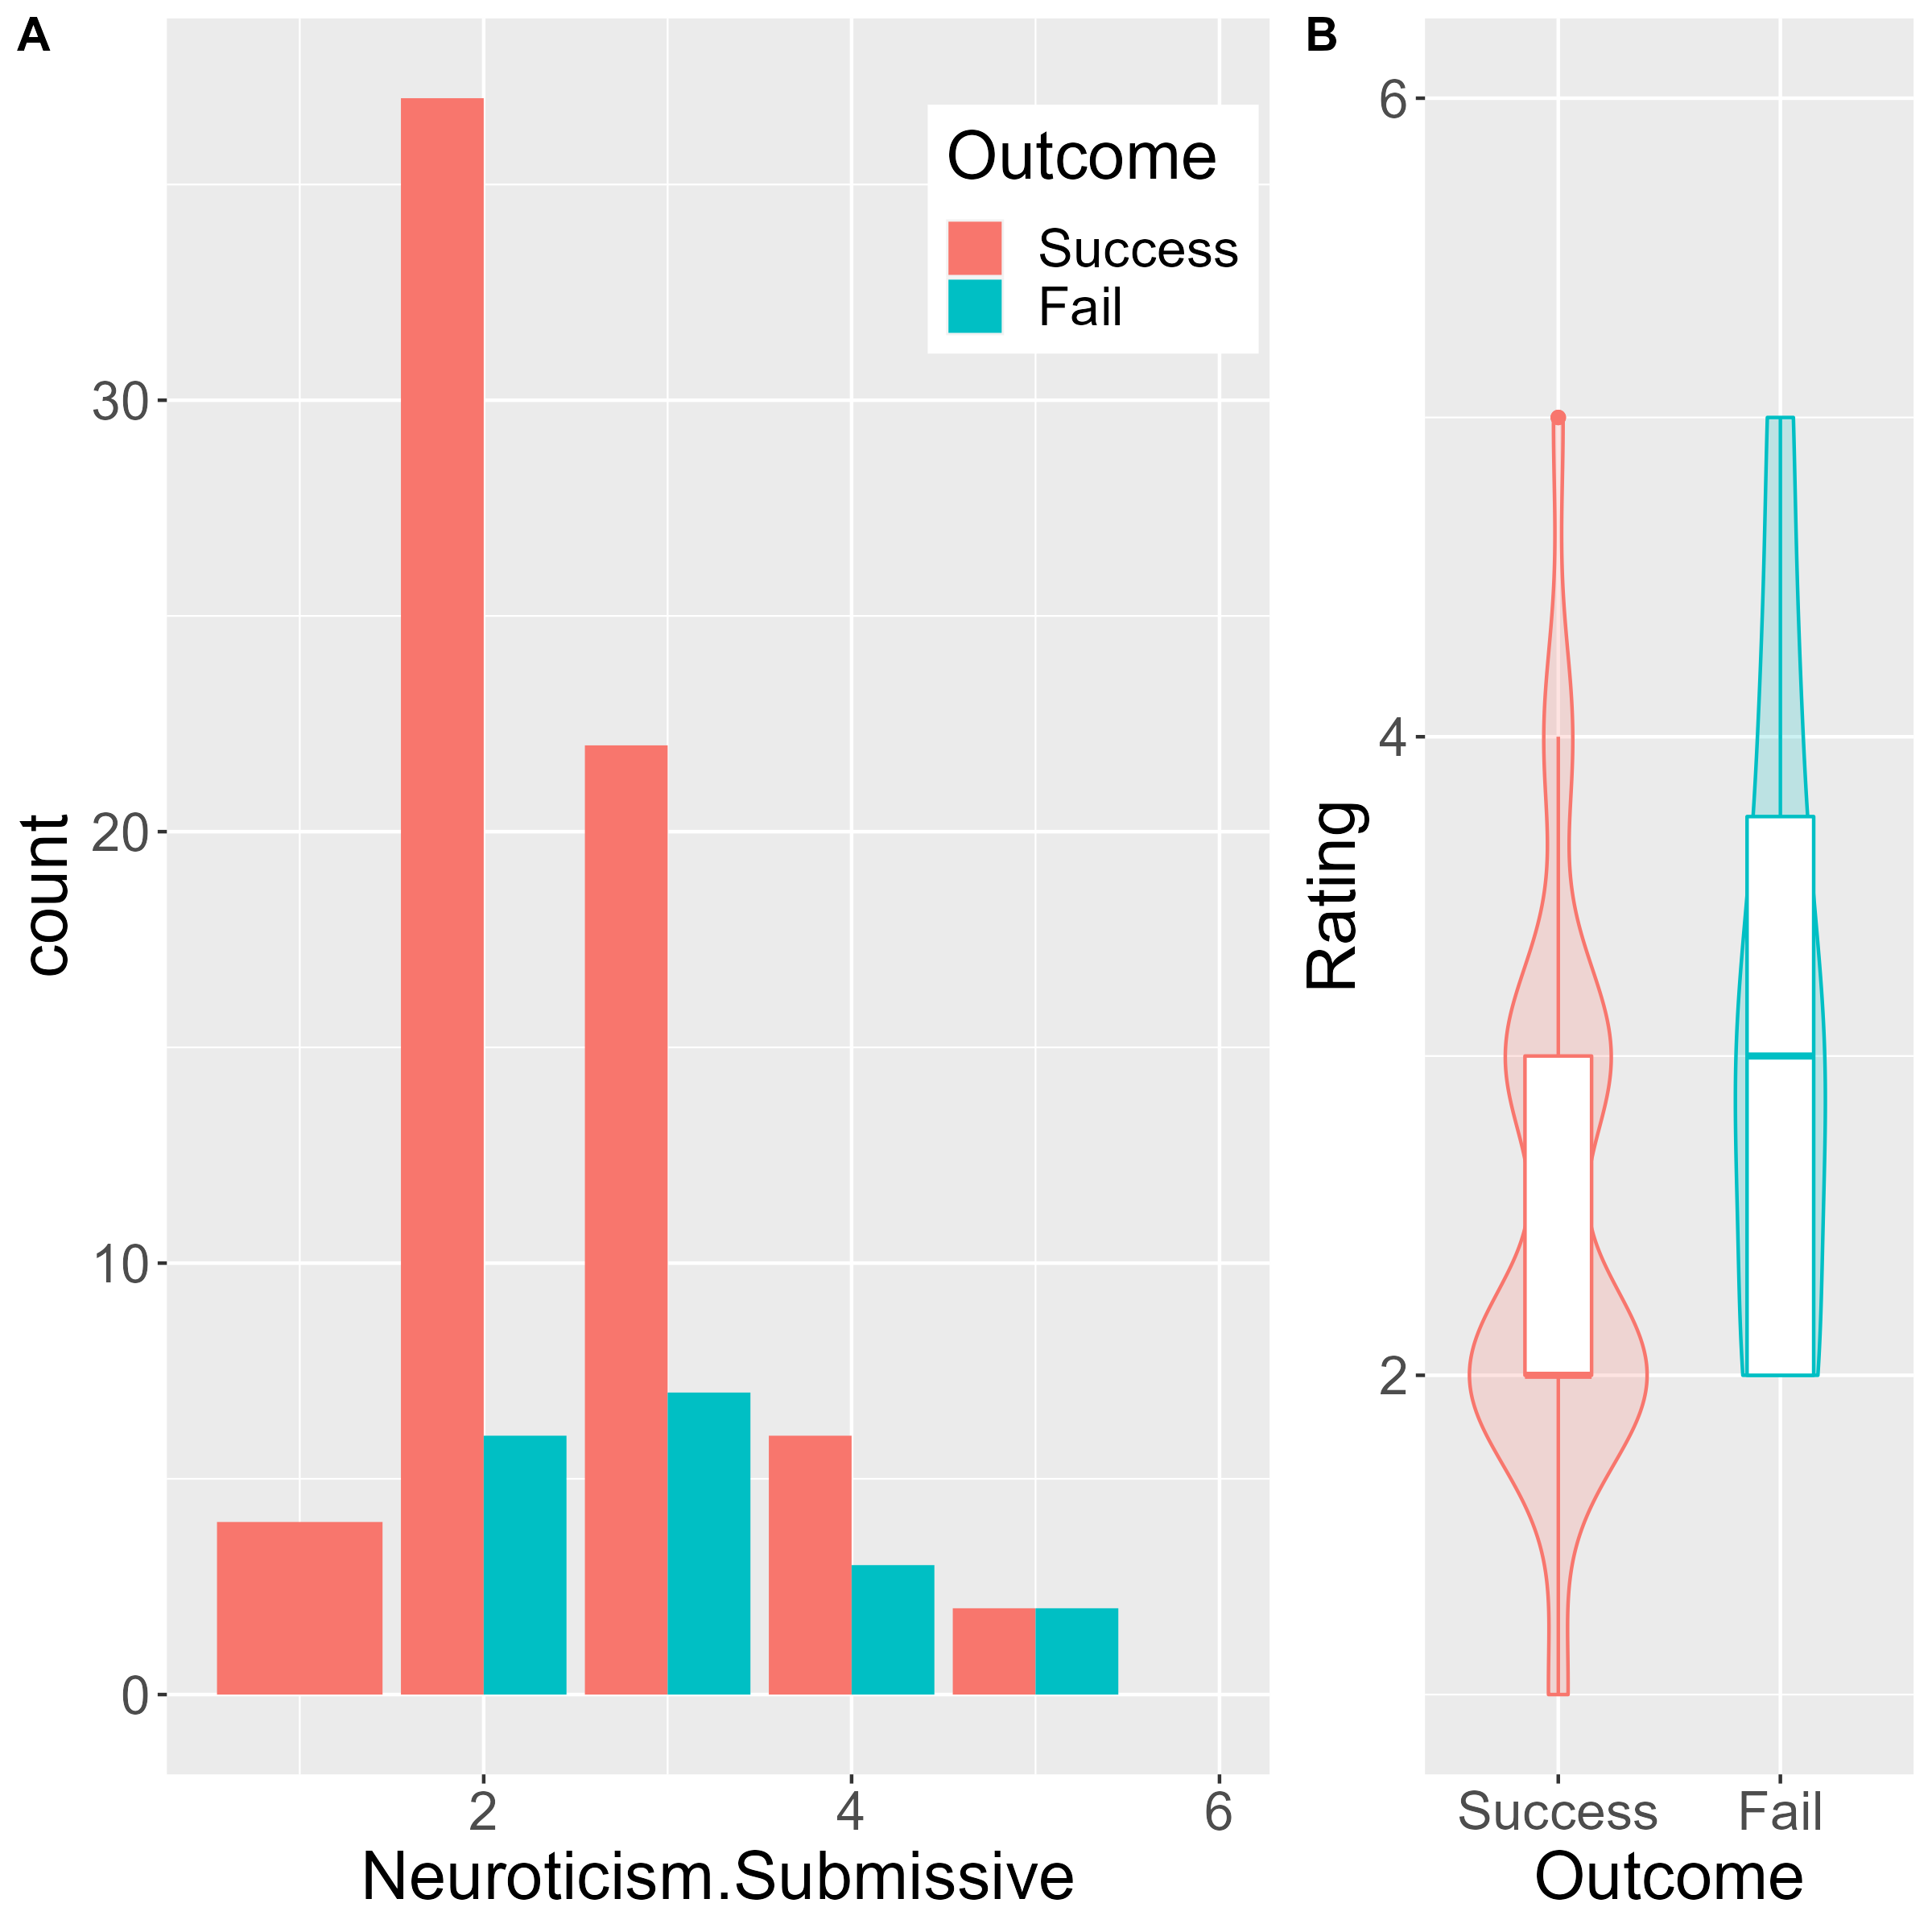 A
Outcome
Success
Fail
30
20
10
0
count
2
4
6
Neuroticism.Submissive
B
6
4
2
Rating
Success
Fail
Outcome